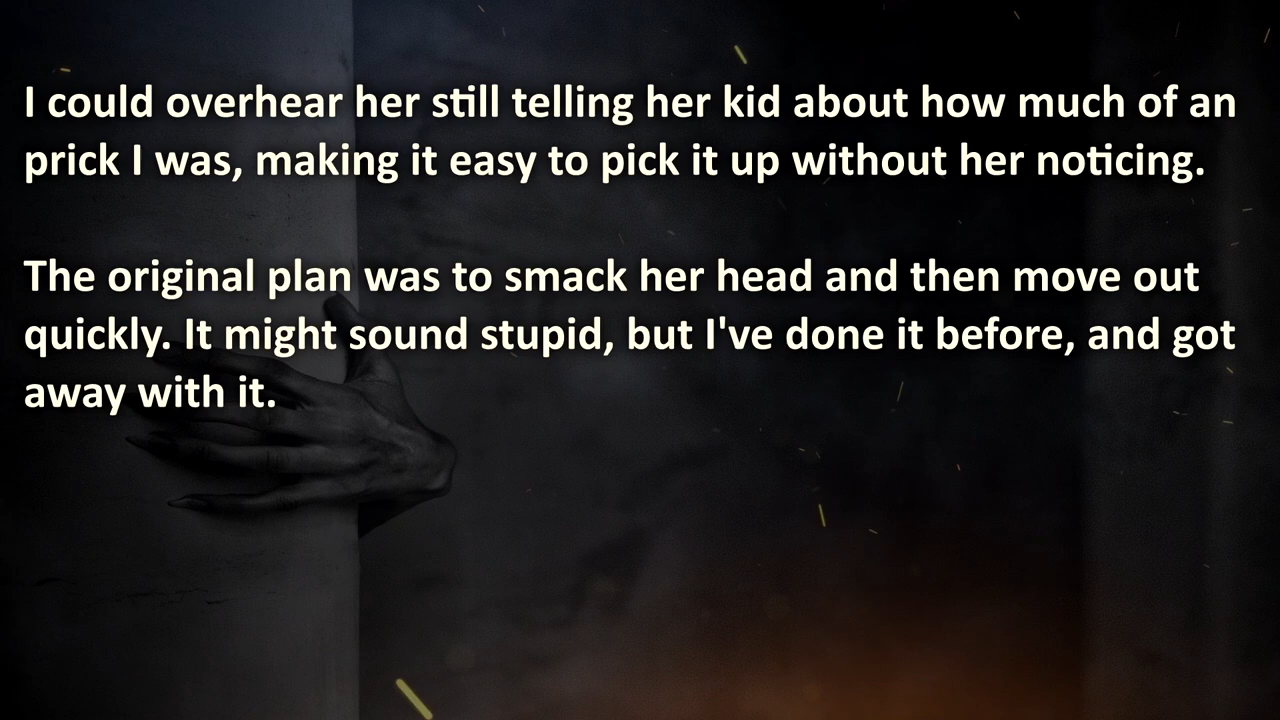 I could overhear her still telling her kid about how much of an
prick I was, making it easy to pick it up without her noticing.
The original plan was to smack her head and then move out
quickly. It might sound stupid, but I've done it before, and got
away with it.